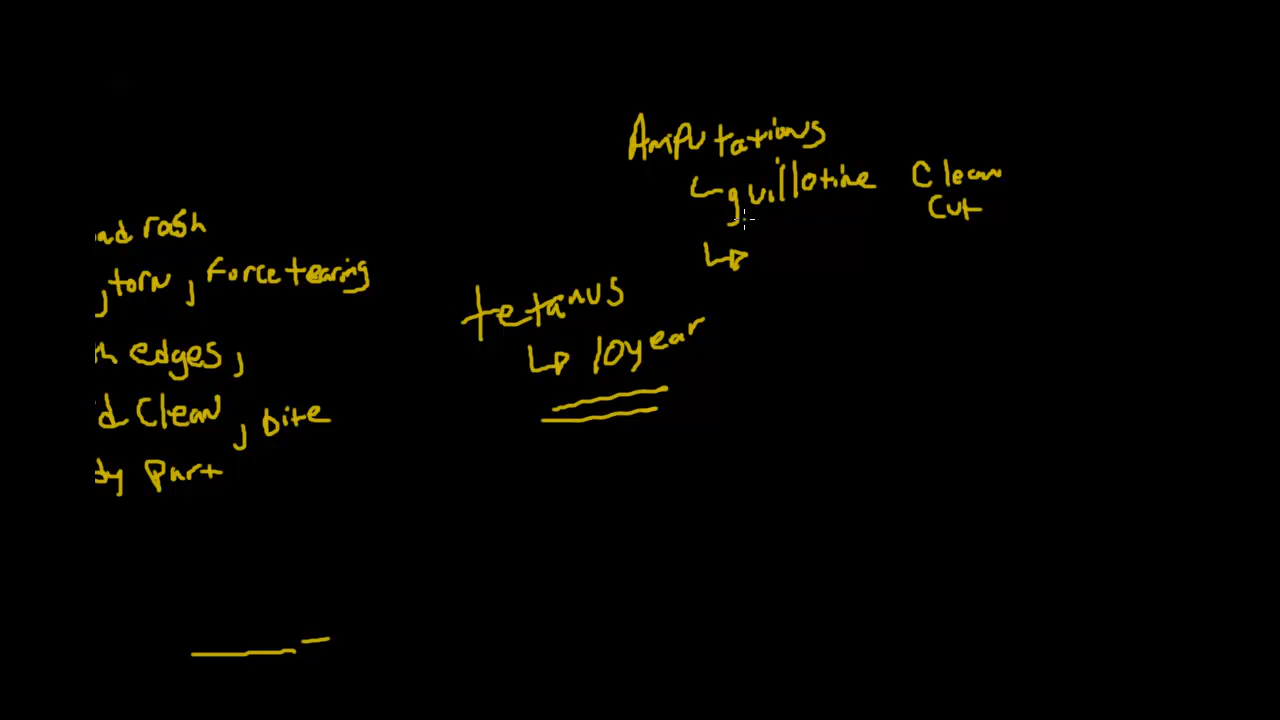 Amputations
guillotine Clean
Cut
ad rash
, torn, Force tearing
tetanus
10 year
h edges,
d Clean, bite
dy Part